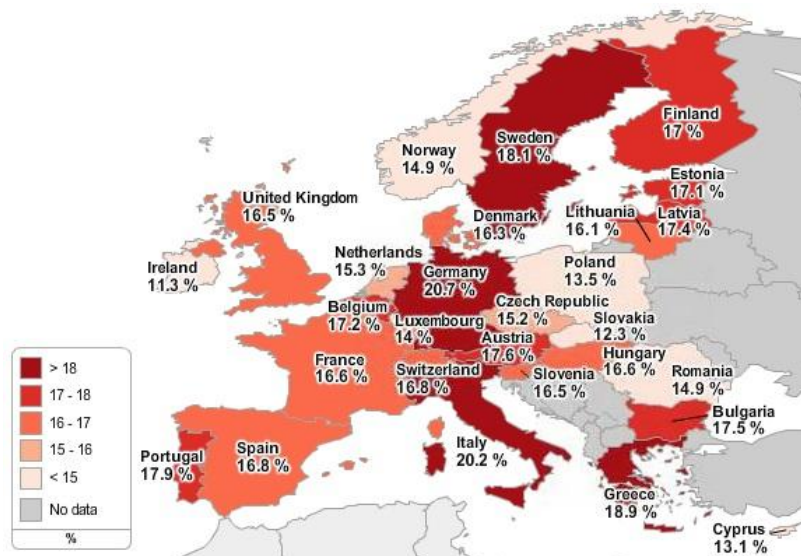 Norway
14.9 %
Sweden
18.1 %
Finland
17 %
Estonia
17.1 %
Latvia
17.4 %
Lithuania
16.1 %
United Kingdom
16.5 %
Denmark
16.3 %
Ireland
11.3 %
Netherlands
15.3 %
Germany
20.7 %
Poland
13.5 %
Belgium
17.2 %
Luxembourg
14 %
Czech Republic
15.2 %
Slovakia
12.3 %
Austria
17.6 %
France
16.6 %
Switzerland
16.8 %
Slovenia
16.5 %
Hungary
16.6 %
Romania
14.9 %
Bulgaria
17.5 %
Portugal
17.9 %
Spain
16.8 %
Italy
20.2 %
Greece
18.9 %
Cyprus
13.1 %
> 18
17 - 18
16 - 17
15 - 16
< 15
No data
%